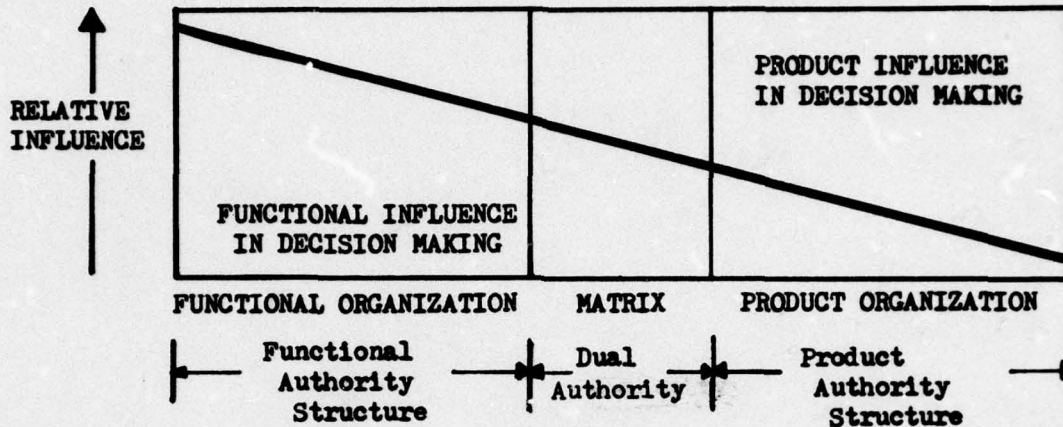 RELATIVE
INFLUENCE
PRODUCT INFLUENCE
IN DECISION MAKING
FUNCTIONAL INFLUENCE
IN DECISION MAKING
FUNCTIONAL ORGANIZATION
MATRIX
PRODUCT ORGANIZATION
Functional
Authority
Structure
Dual
Authority
Product
Authority
Structure